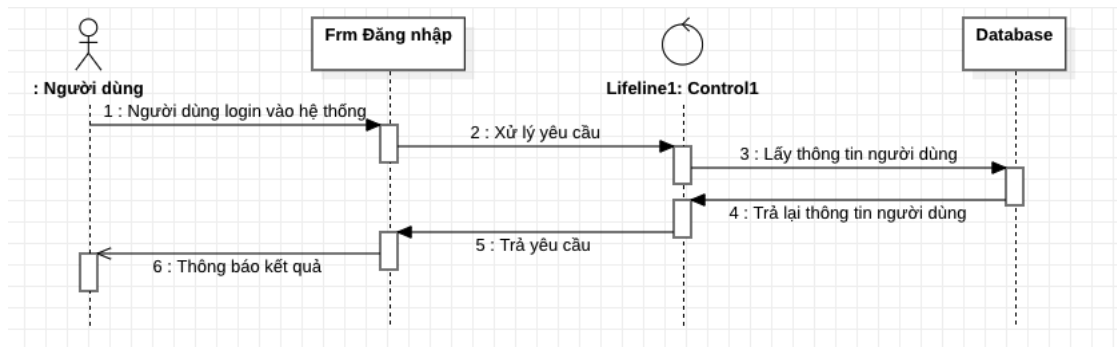 Frm Đăng nhập
Database
: Người dùng
Lifeline1: Control1
1 : Người dùng login vào hệ thống
2 : Xử lý yêu cầu
3 : Lấy thông tin người dùng
4 : Trả lại thông tin người dùng
5 : Trả yêu cầu
6 : Thông báo kết quả